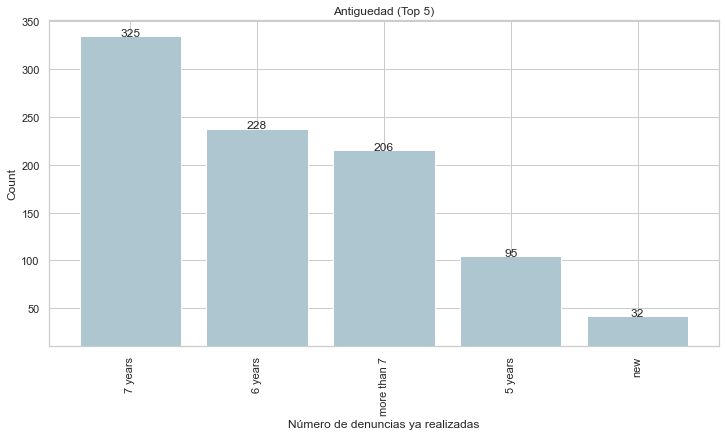 Antiguedad (Top 5)
350
300
250
200
150
100
50
Count
325
228
206
95
32
7 years
6 years
more than 7
5 years
new
Número de denuncias ya realizadas